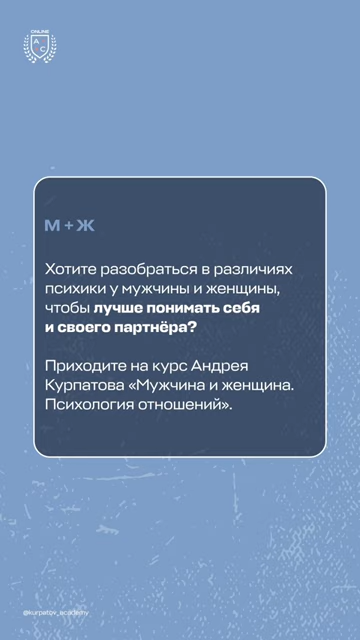 ONLINE
A
C
М + Ж
Хотите разобраться в различиях
психики у мужчины и женщины,
чтобы лучше понимать себя
и своего партнёра?
Приходите на курс Андрея
Курпатова «Мужчина и женщина.
Психология отношений».
@kurpatov_academy